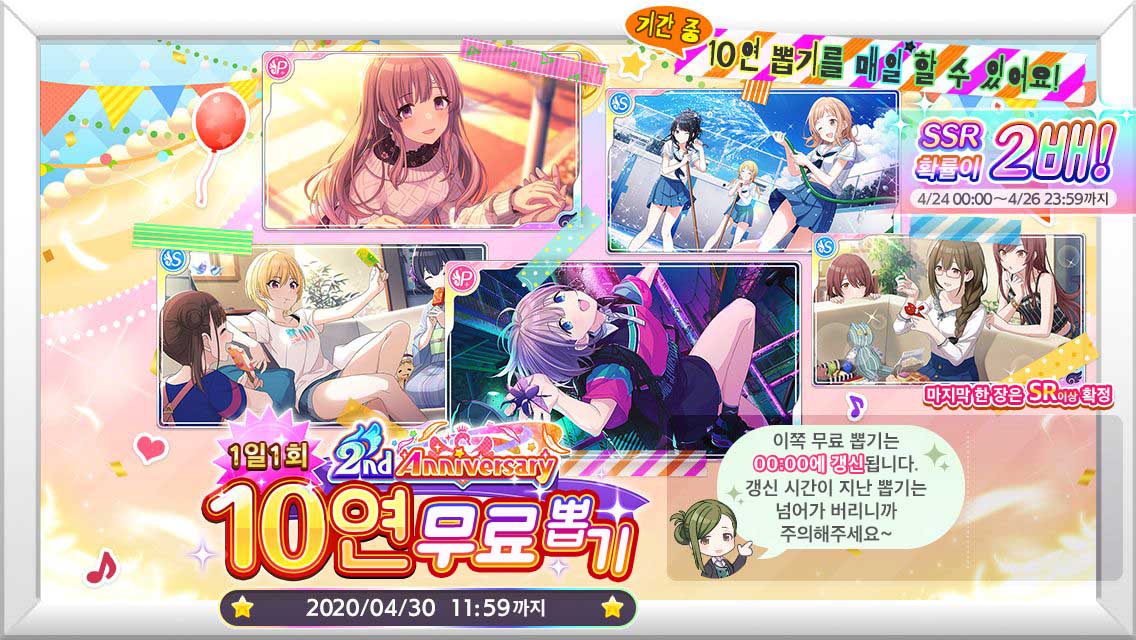 기간 중
10연 뽑기를 매일 할 수 있어요!
SSR
확률이 2배!
4/24 00:00~4/26 23:59까지
P
S
S
P
S
마지막 한 장은 SR이상 확정
1일1회 2nd Anniversary
10연 무료 뽑기
2020/04/30 11:59까지
이쪽 무료 뽑기는
00:00에 갱신됩니다.
갱신 시간이 지난 뽑기는
넘어가 버리니까
주의해주세요~